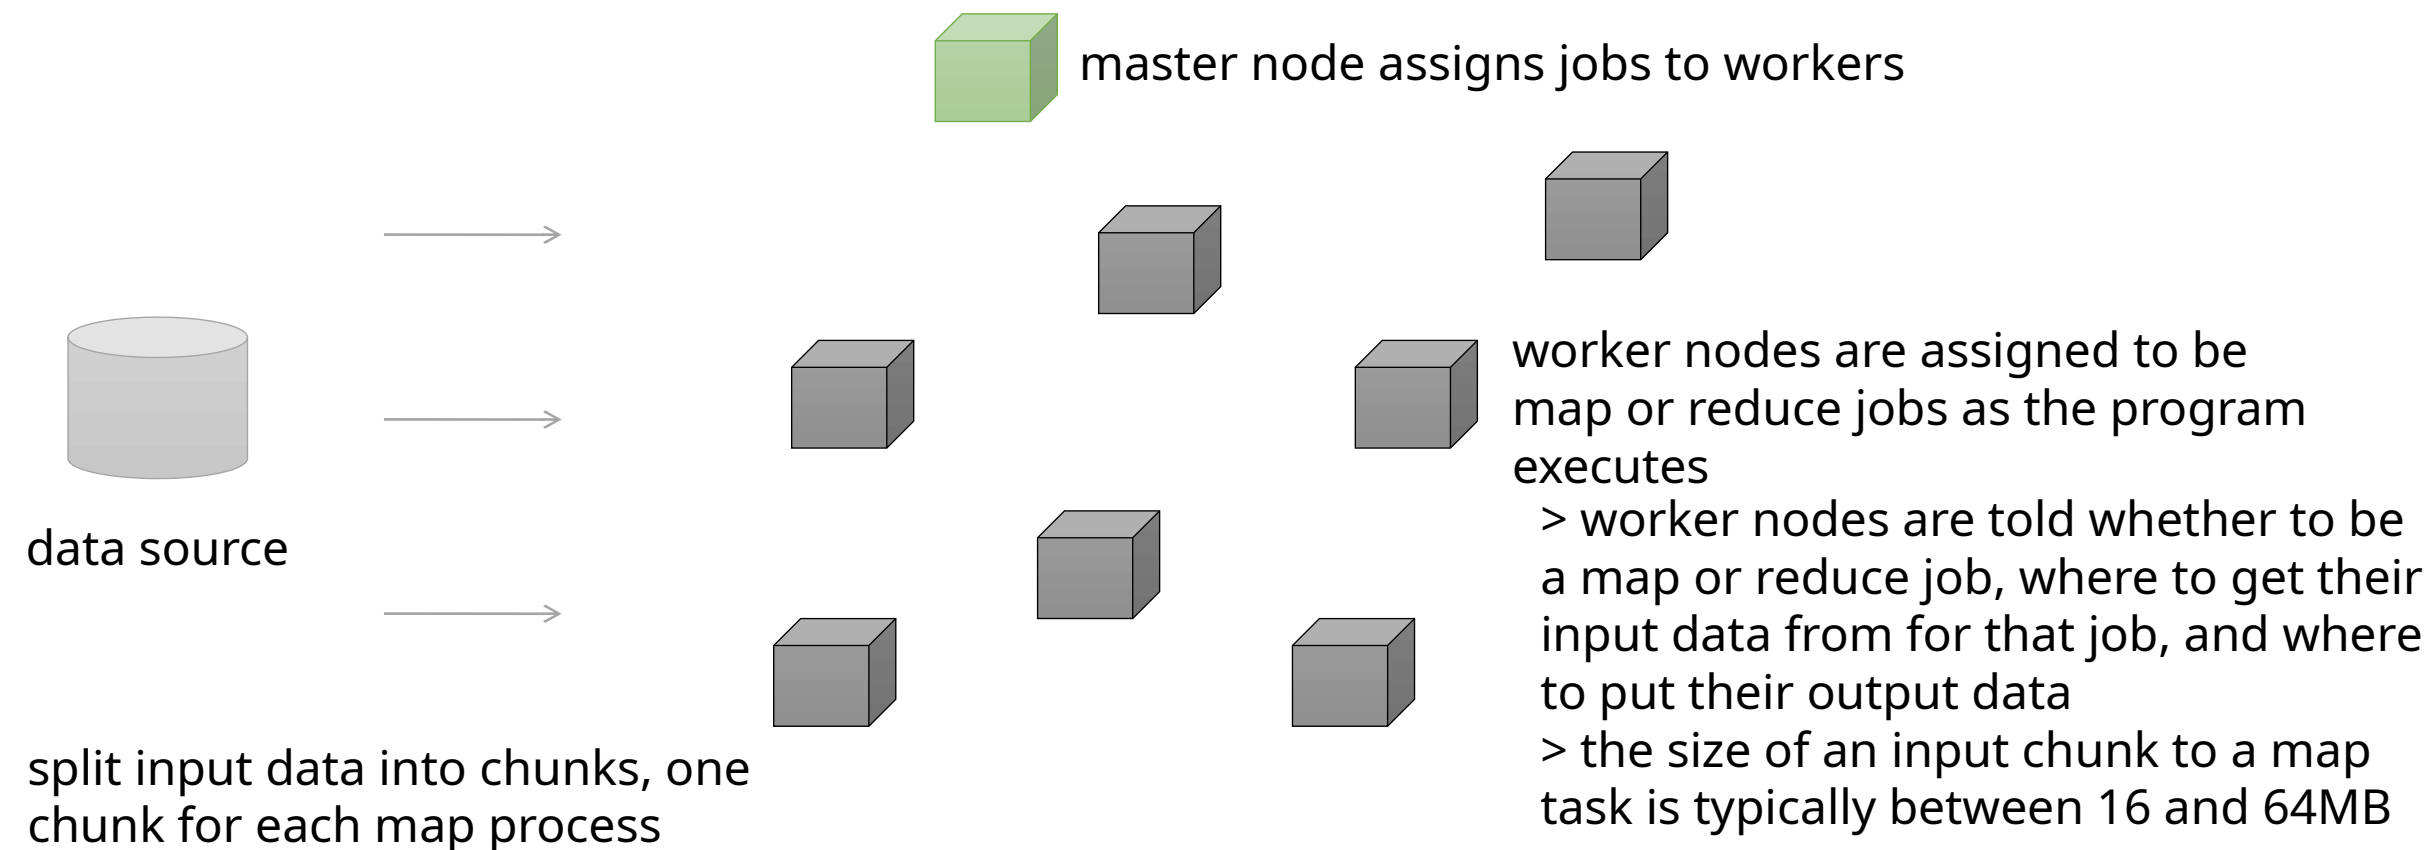 master node assigns jobs to workers
worker nodes are assigned to be
map or reduce jobs as the program
executes
> worker nodes are told whether to be
a map or reduce job, where to get their
input data from for that job, and where
to put their output data
> the size of an input chunk to a map
task is typically between 16 and 64MB
data source
split input data into chunks, one
chunk for each map process